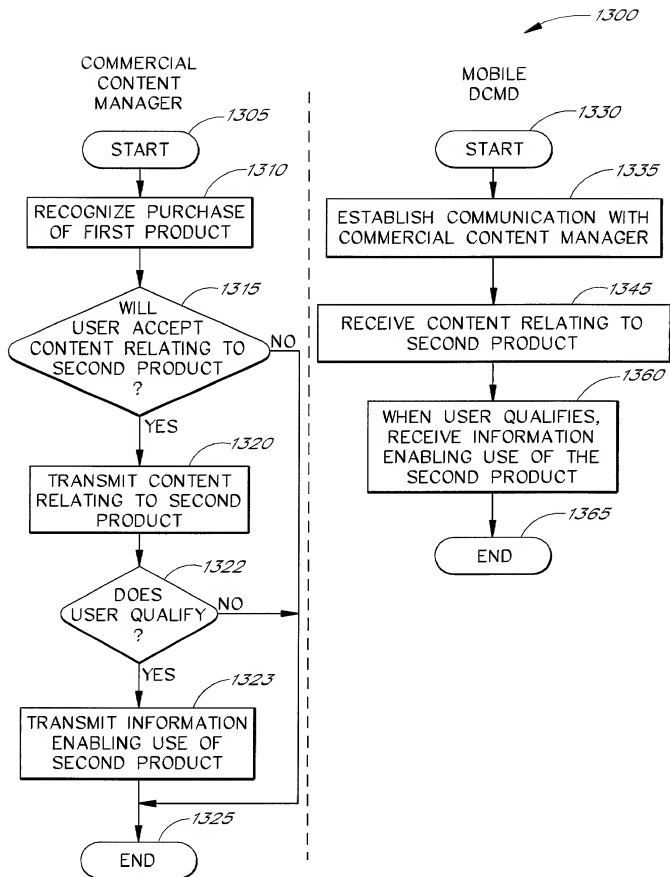 1300
COMMERCIAL
CONTENT
MANAGER
1305
START
1310
RECOGNIZE PURCHASE
OF FIRST PRODUCT
1315
WILL
USER ACCEPT
CONTENT RELATING TO
SECOND PRODUCT
?
NO
YES
1320
TRANSMIT CONTENT
RELATING TO SECOND
PRODUCT
1322
DOES
USER QUALIFY
?
NO
YES
1323
TRANSMIT INFORMATION
ENABLING USE OF
SECOND PRODUCT
1325
END
MOBILE
DCMD
1330
START
1335
ESTABLISH COMMUNICATION WITH
COMMERCIAL CONTENT MANAGER
1345
RECEIVE CONTENT RELATING TO
SECOND PRODUCT
1360
WHEN USER QUALIFIES,
RECEIVE INFORMATION
ENABLING USE OF THE
SECOND PRODUCT
1365
END